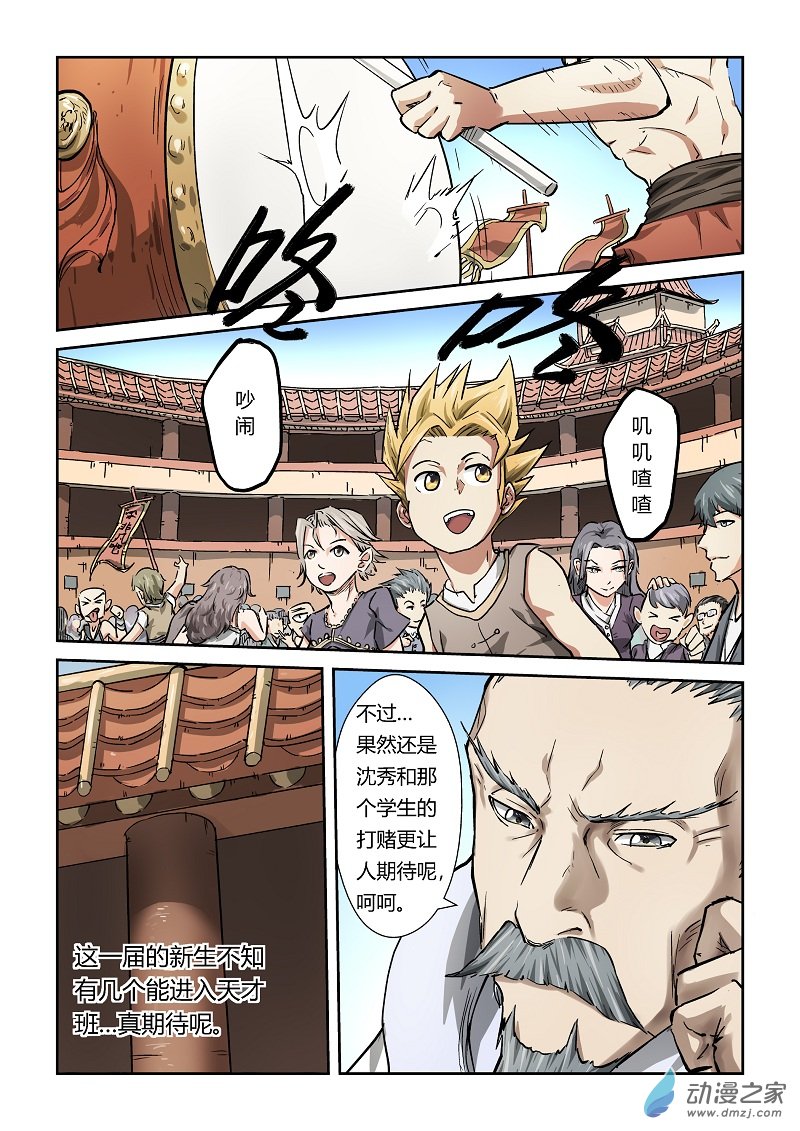 咚
咚
吵
闹
叽
叽
喳
喳
这一届的新生不知
有几个能进入天才
班…真期待呢。
不过…
果然还是
沈秀和那
个学生的
打赌更让
人期待呢，
呵呵。
动漫之家
www.dmzj.com